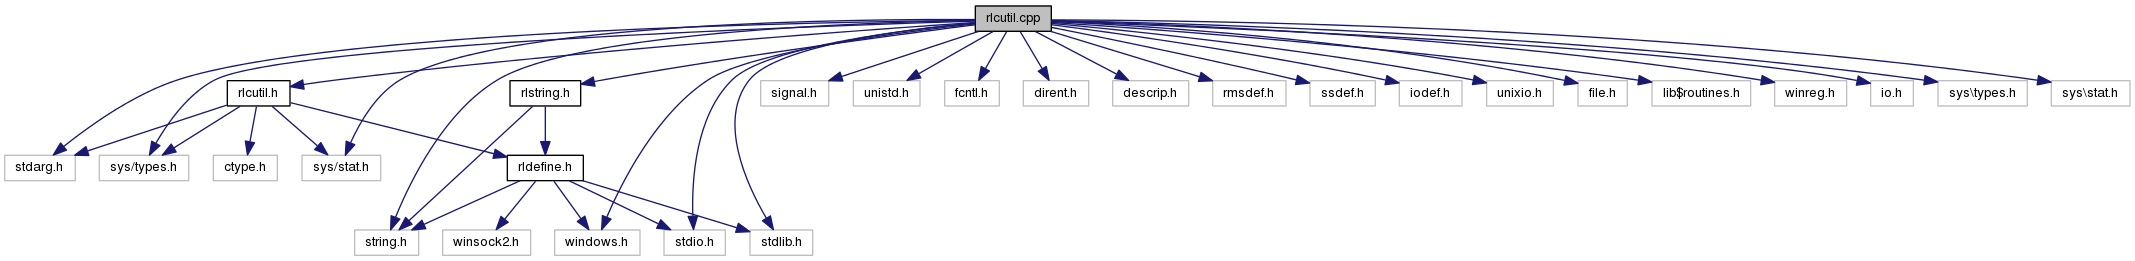 rlcutil.cpp
rlcutil.h
rlstring.h
signal.h
unistd.h
fcntl.h
dirent.h
descrip.h
rmsdef.h
ssdef.h
iodef.h
unixio.h
file.h
lib$routines.h
winreg.h
io.h
sys\types.h
sys\stat.h
stdarg.h
sys/types.h
ctype.h
sys/stat.h
rldefine.h
string.h
winsock2.h
windows.h
stdio.h
stdlib.h